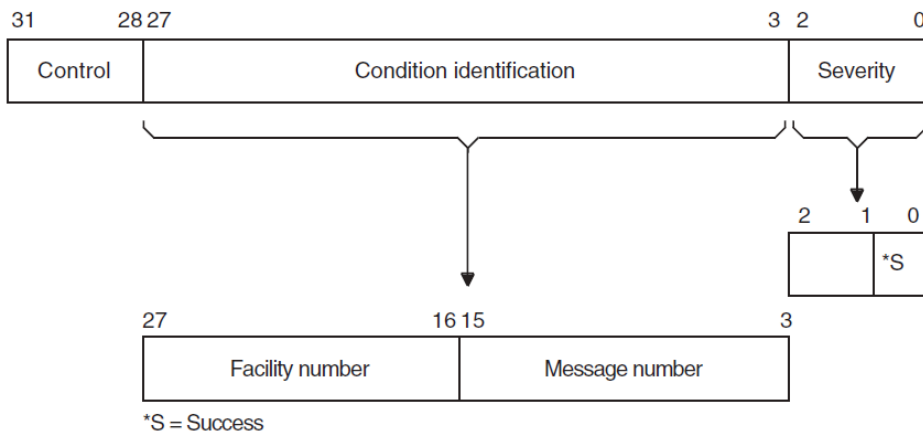 31 28 27 3 2 0
Control Condition identification Severity
2 1 0
*S
27 16 15 3
Facility number Message number
*S = Success